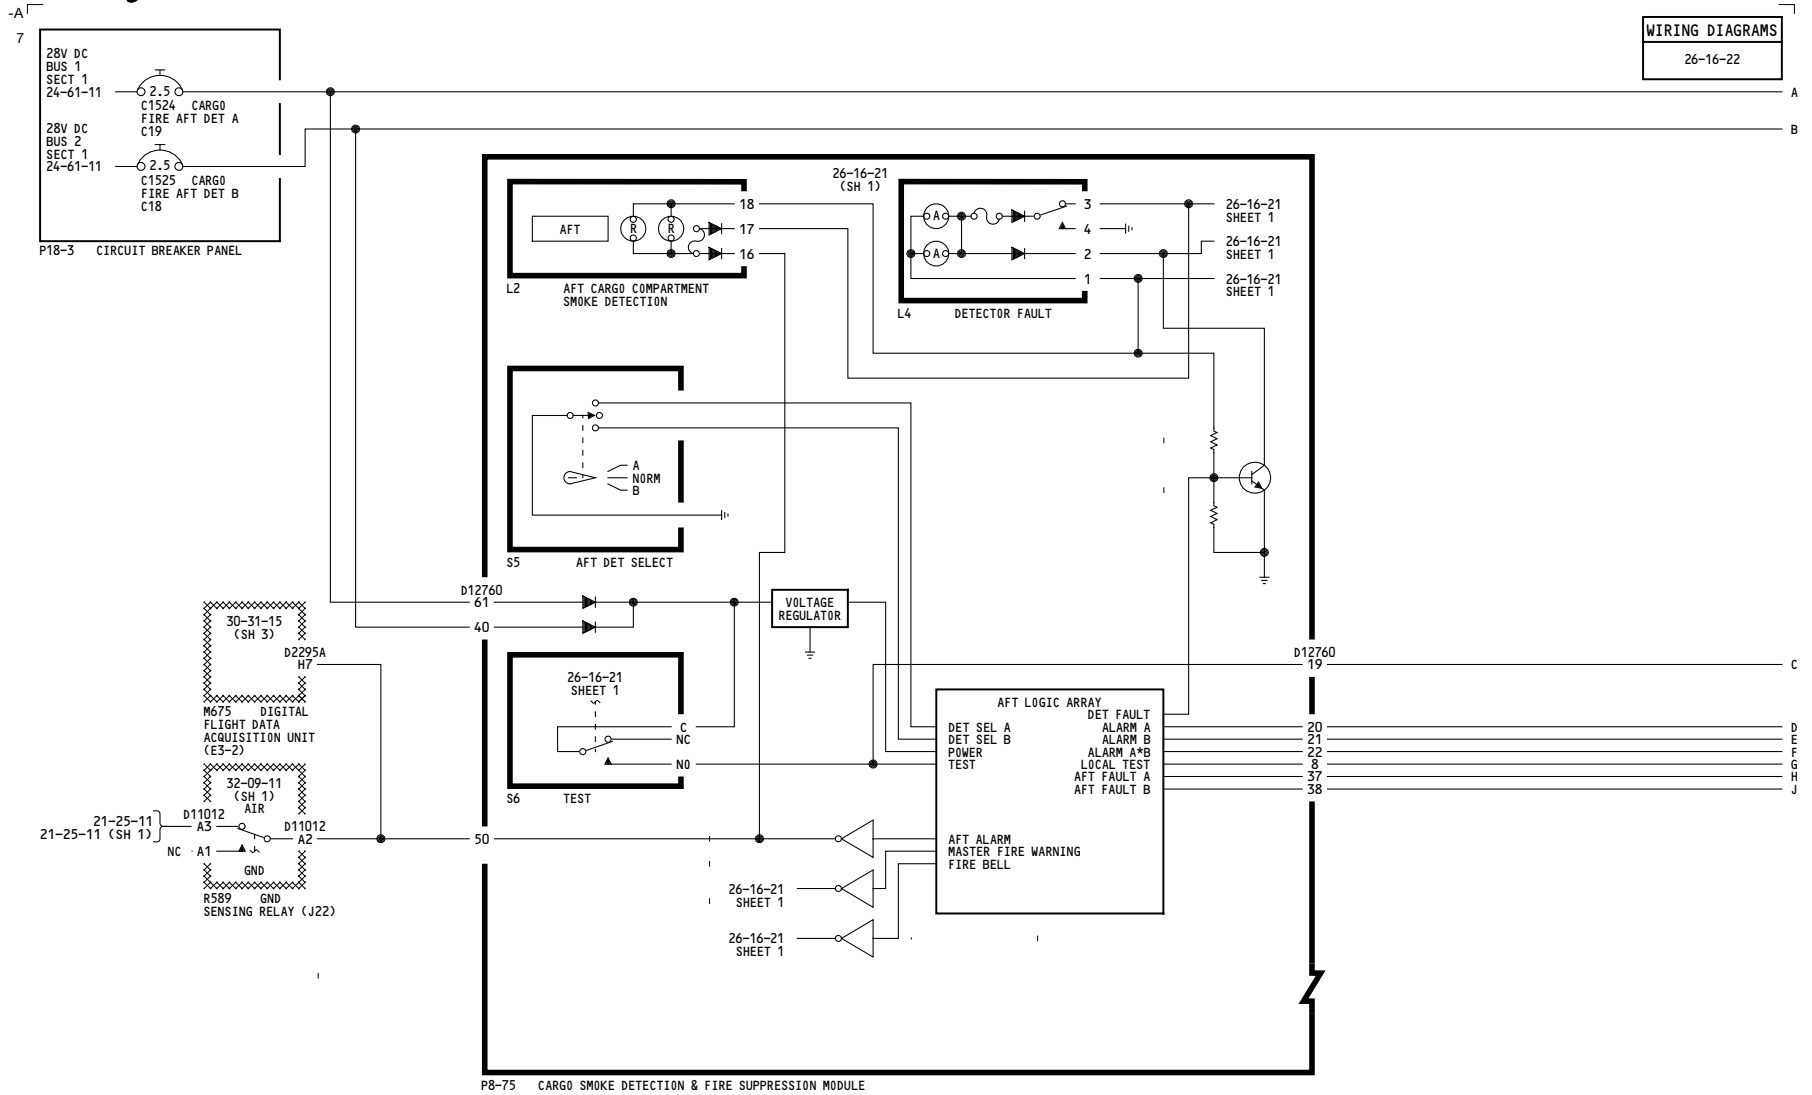 -A
7
WIRING DIAGRAMS
26-16-22
28V DC
BUS 1
SECT 1
24-61-11
2.5
C1524 CARGO
FIRE AFT DET A
C19
28V DC
BUS 2
SECT 1
24-61-11
2.5
C1525 CARGO
FIRE AFT DET B
C18
P18-3 CIRCUIT BREAKER PANEL
A
B
26-16-21
(SH 1)
AFT
R
R
18
17
16
L2 AFT CARGO COMPARTMENT
SMOKE DETECTION
A
A
3
4
2
1
L4 DETECTOR FAULT
26-16-21
SHEET 1
26-16-21
SHEET 1
26-16-21
SHEET 1
A
NORM
B
S5 AFT DET SELECT
D12760
61
40
VOLTAGE
REGULATOR
30-31-15
(SH 3)
D2295A
H7
M675 DIGITAL
FLIGHT DATA
ACQUISITION UNIT
(E3-2)
26-16-21
SHEET 1
C
NC
NO
S6 TEST
D12760
19
C
AFT LOGIC ARRAY
DET FAULT
DET SEL A ALARM A 20 D
DET SEL B ALARM B 21 E
POWER ALARM A*B 22 F
TEST LOCAL TEST 8 G
AFT FAULT A 37 H
AFT FAULT B 38 J
AFT ALARM
MASTER FIRE WARNING
FIRE BELL
32-09-11
(SH 1)
AIR
21-25-11
21-25-11 (SH 1)
D11012
A3
D11012
A2
50
NC A1
GND
R589 GND
SENSING RELAY (J22)
26-16-21
SHEET 1
26-16-21
SHEET 1
P8-75 CARGO SMOKE DETECTION & FIRE SUPPRESSION MODULE